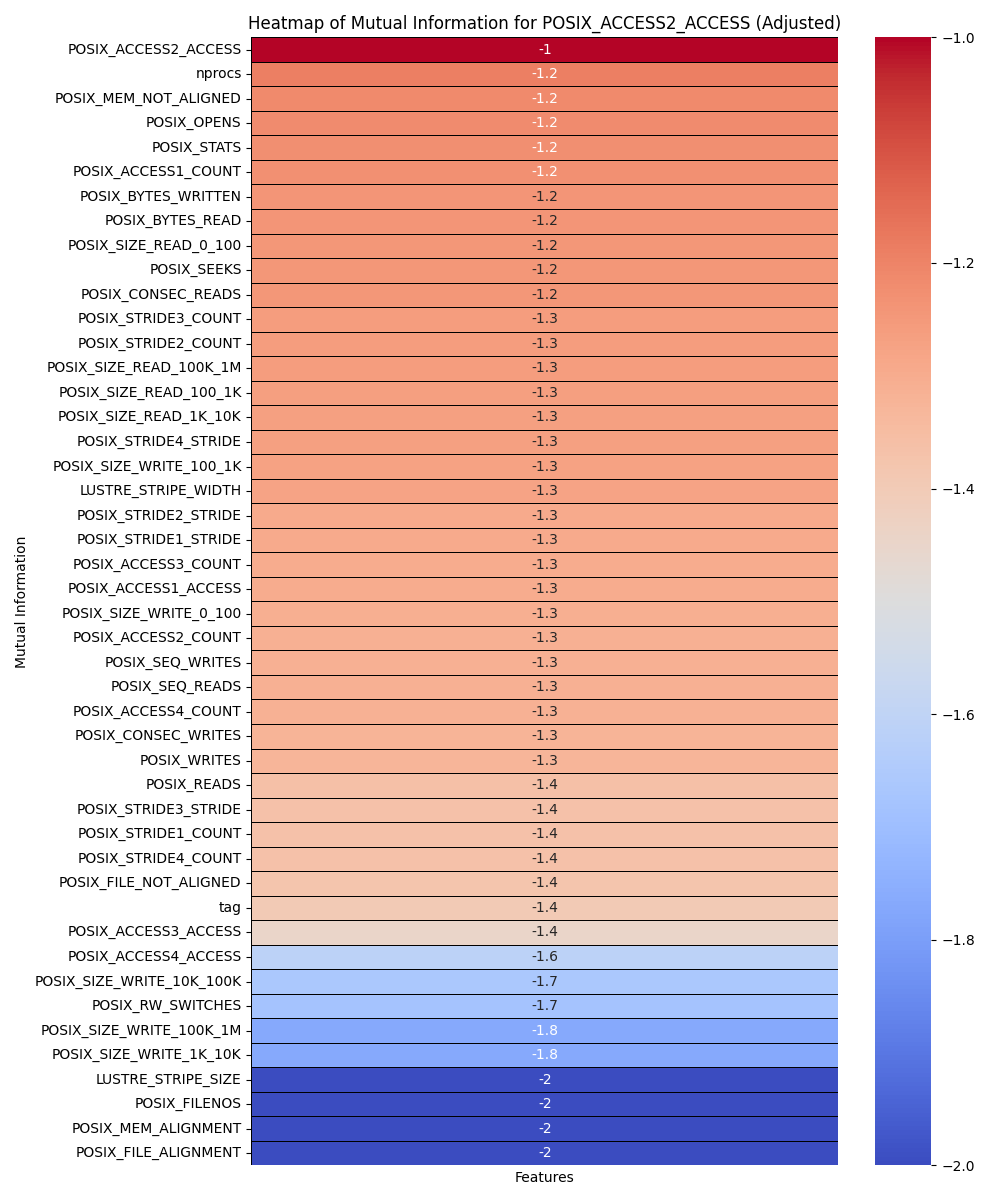 Heatmap of Mutual Information for POSIX_ACCESS2_ACCESS (Adjusted)
POSIX_ACCESS2_ACCESS -1
nprocs -1.2
POSIX_MEM_NOT_ALIGNED -1.2
POSIX_OPENS -1.2
POSIX_STATS -1.2
POSIX_ACCESS1_COUNT -1.2
POSIX_BYTES_WRITTEN -1.2
POSIX_BYTES_READ -1.2
POSIX_SIZE_READ_0_100 -1.2
POSIX_SEEKS -1.2
POSIX_CONSEC_READS -1.2
POSIX_STRIDE3_COUNT -1.3
POSIX_STRIDE2_COUNT -1.3
POSIX_SIZE_READ_100K_1M -1.3
POSIX_SIZE_READ_100_1K -1.3
POSIX_SIZE_READ_1K_10K -1.3
POSIX_STRIDE4_STRIDE -1.3
POSIX_SIZE_WRITE_100_1K -1.3
LUSTRE_STRIPE_WIDTH -1.3
POSIX_STRIDE2_STRIDE -1.3
POSIX_STRIDE1_STRIDE -1.3
POSIX_ACCESS3_COUNT -1.3
POSIX_ACCESS1_ACCESS -1.3
POSIX_SIZE_WRITE_0_100 -1.3
POSIX_ACCESS2_COUNT -1.3
POSIX_SEQ_WRITES -1.3
POSIX_SEQ_READS -1.3
POSIX_ACCESS4_COUNT -1.3
POSIX_CONSEC_WRITES -1.3
POSIX_WRITES -1.3
POSIX_READS -1.4
POSIX_STRIDE3_STRIDE -1.4
POSIX_STRIDE1_COUNT -1.4
POSIX_STRIDE4_COUNT -1.4
POSIX_FILE_NOT_ALIGNED -1.4
tag -1.4
POSIX_ACCESS3_ACCESS -1.4
POSIX_ACCESS4_ACCESS -1.6
POSIX_SIZE_WRITE_10K_100K -1.7
POSIX_RW_SWITCHES -1.7
POSIX_SIZE_WRITE_100K_1M -1.8
POSIX_SIZE_WRITE_1K_10K -1.8
LUSTRE_STRIPE_SIZE -2
POSIX_FILENOS -2
POSIX_MEM_ALIGNMENT -2
POSIX_FILE_ALIGNMENT -2
Mutual Information
Features
−1.0
−1.2
−1.4
−1.6
−1.8
−2.0